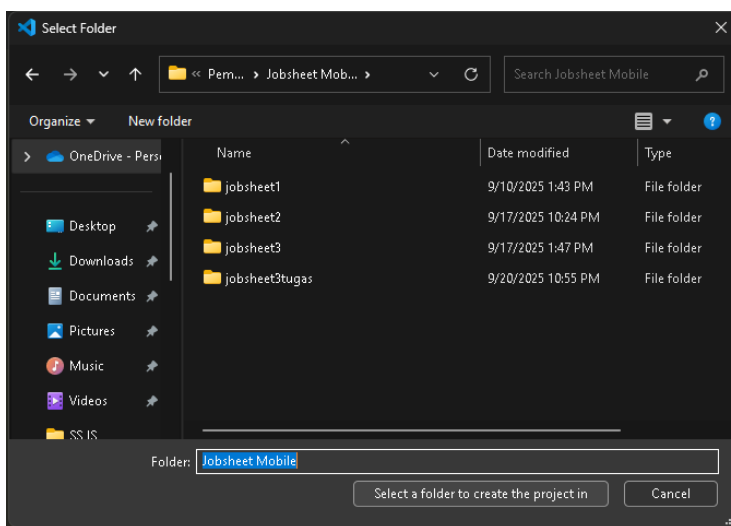 Select Folder
« Pem... › Jobsheet Mob... ›
Search Jobsheet Mobile
Organize
New folder
OneDrive - Pers
Name
Date modified
Type
jobsheet1
9/10/2025 1:43 PM
File folder
jobsheet2
9/17/2025 10:24 PM
File folder
jobsheet3
9/17/2025 1:47 PM
File folder
jobsheet3tugas
9/20/2025 10:55 PM
File folder
Desktop
Downloads
Documents
Pictures
Music
Videos
SS JS
Folder:
Jobsheet Mobile
Select a folder to create the project in
Cancel